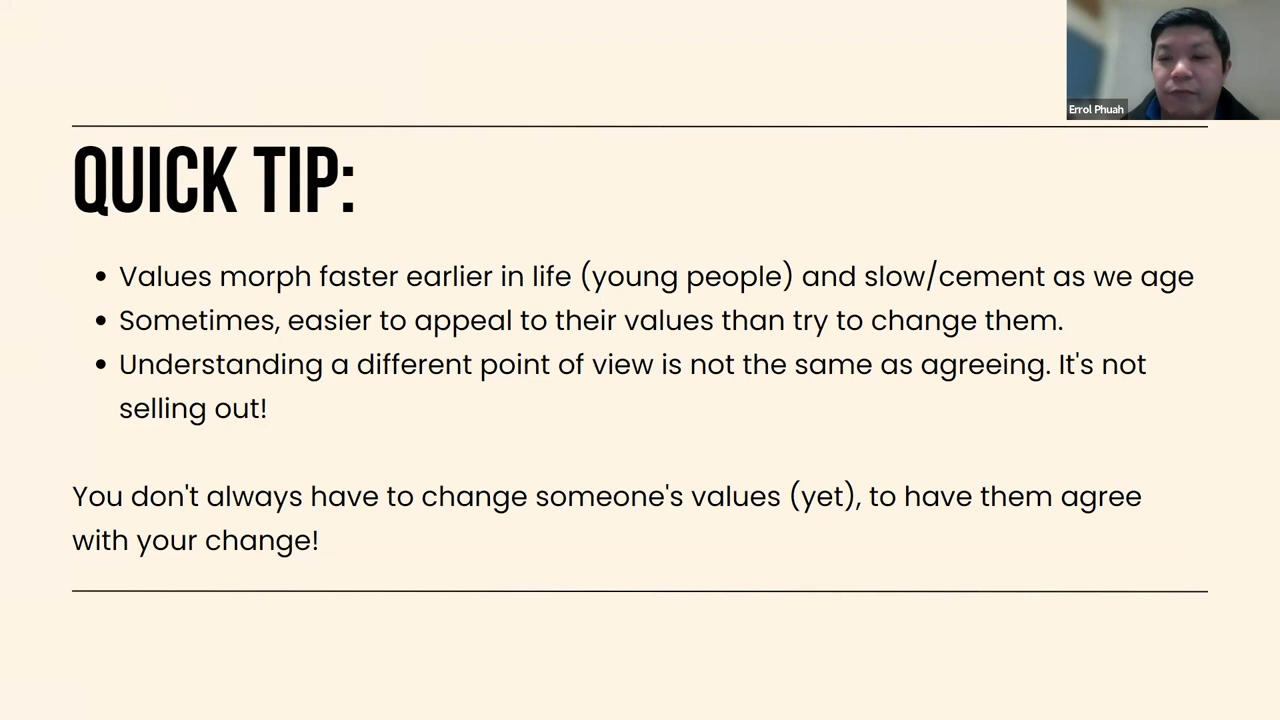 Errol Phuah
QUICK TIP:
• Values morph faster earlier in life (young people) and slow/cement as we age
• Sometimes, easier to appeal to their values than try to change them.
• Understanding a different point of view is not the same as agreeing. It's not
selling out!
You don't always have to change someone's values (yet), to have them agree
with your change!